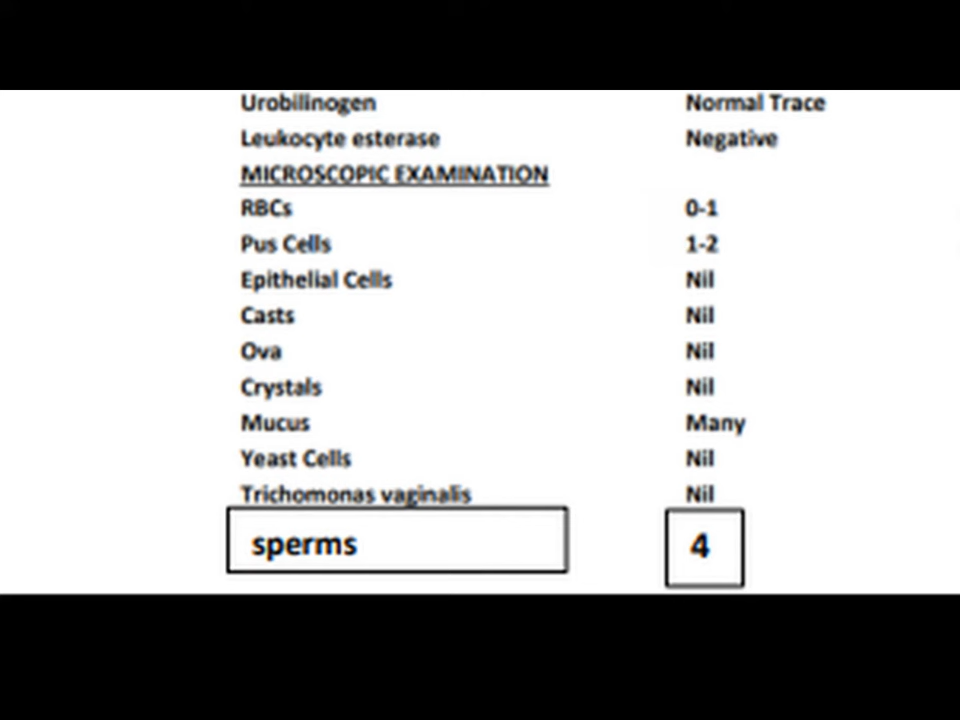 Urobilinogen Normal Trace
Leukocyte esterase Negative
MICROSCOPIC EXAMINATION
RBCs 0-1
Pus Cells 1-2
Epithelial Cells Nil
Casts Nil
Ova Nil
Crystals Nil
Mucus Many
Yeast Cells Nil
Trichomonas vaginalis Nil
sperms 4